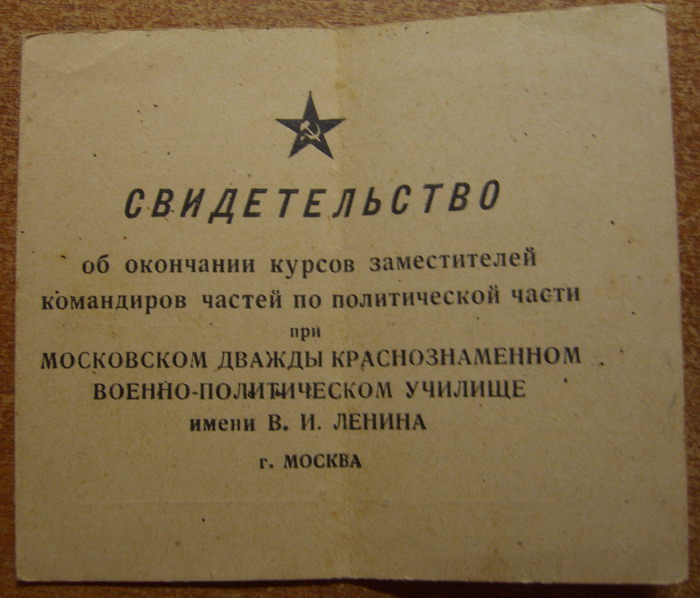 СВИДЕТЕЛЬСТВО
об окончании курсов заместителей
командиров частей по политической части
при
МОСКОВСКОМ ДВАЖДЫ КРАСНОЗНАМЕННОМ
ВОЕННО-ПОЛИТИЧЕСКОМ УЧИЛИЩЕ
имени В. И. ЛЕНИНА
г. МОСКВА